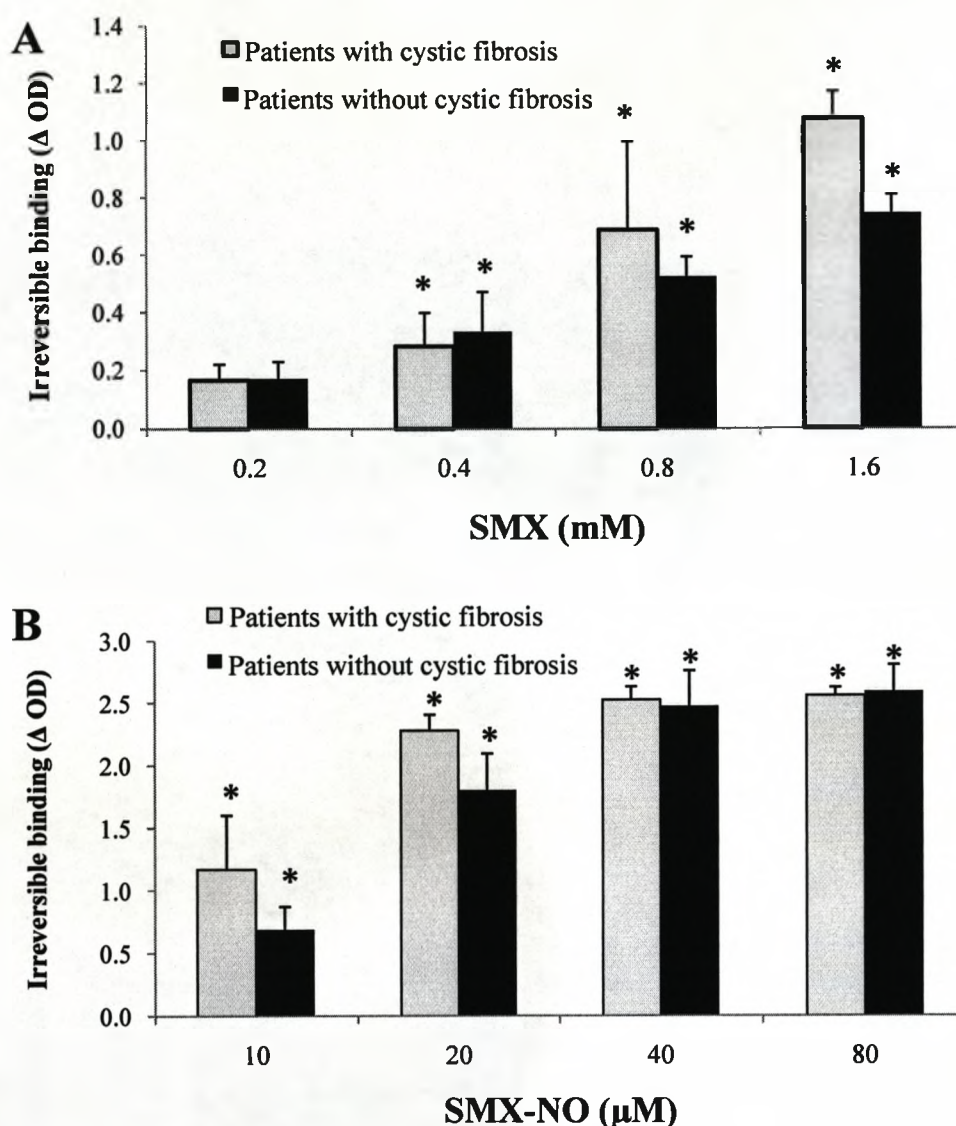 A
1.4
1.2
1.0
0.8
0.6
0.4
0.2
0.0
Irreversible binding (Δ OD)
Patients with cystic fibrosis
Patients without cystic fibrosis
* * * * * *
0.2 0.4 0.8 1.6
SMX (mM)
B
3.0
2.5
2.0
1.5
1.0
0.5
0.0
Irreversible binding (Δ OD)
Patients with cystic fibrosis
Patients without cystic fibrosis
* * * * * * * *
10 20 40 80
SMX-NO (μM)